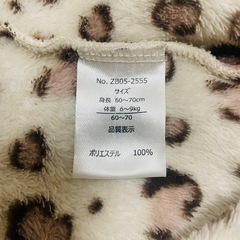 No. ZB05-2555
サイズ
身長 60～70cm
体重 6～9kg
60～70
品質表示
ポリエステル 100%